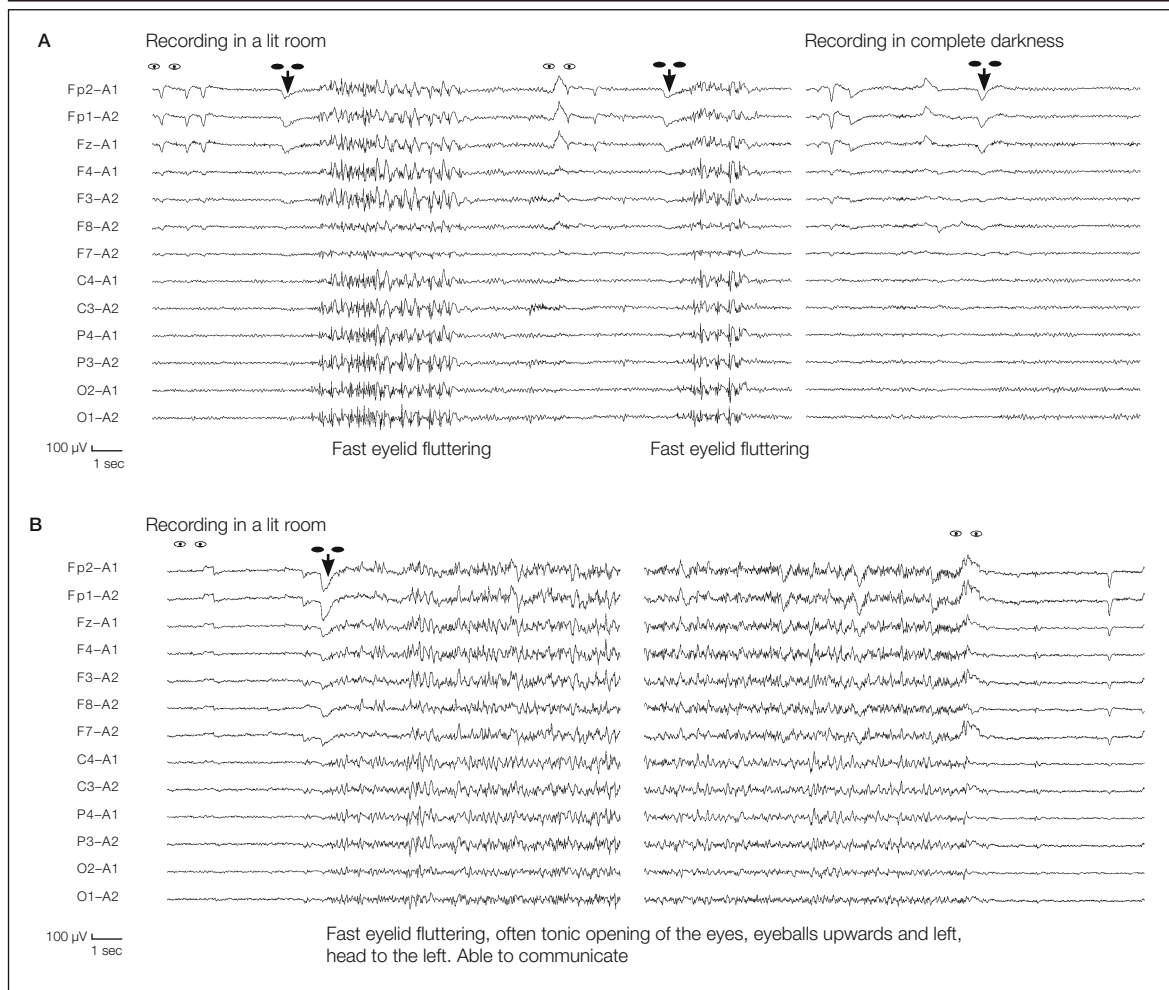 A
Recording in a lit room
Recording in complete darkness
Fp2–A1
Fp1–A2
Fz–A1
F4–A1
F3–A2
F8–A2
F7–A2
C4–A1
C3–A2
P4–A1
P3–A2
O2–A1
O1–A2
100 µV
1 sec
Fast eyelid fluttering
Fast eyelid fluttering
B
Recording in a lit room
Fp2–A1
Fp1–A2
Fz–A1
F4–A1
F3–A2
F8–A2
F7–A2
C4–A1
C3–A2
P4–A1
P3–A2
O2–A1
O1–A2
100 µV
1 sec
Fast eyelid fluttering, often tonic opening of the eyes, eyeballs upwards and left,
head to the left. Able to communicate